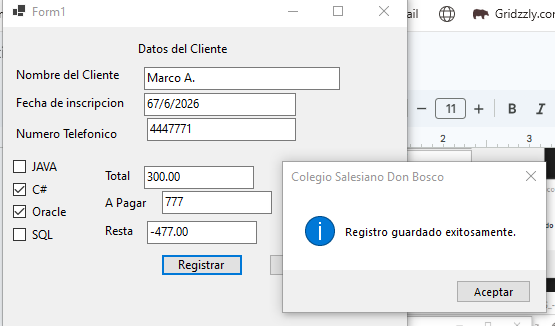 Form1
ail Gridzzly.com
Datos del Cliente
Nombre del Cliente Marco A.
Fecha de inscripcion 67/6/2026
Numero Telefonico 4447771
11 B I
2 3
JAVA
C#
Oracle
SQL
Total 300.00
A Pagar 777
Resta -477.00
Registrar
Colegio Salesiano Don Bosco
Registro guardado exitosamente.
Aceptar